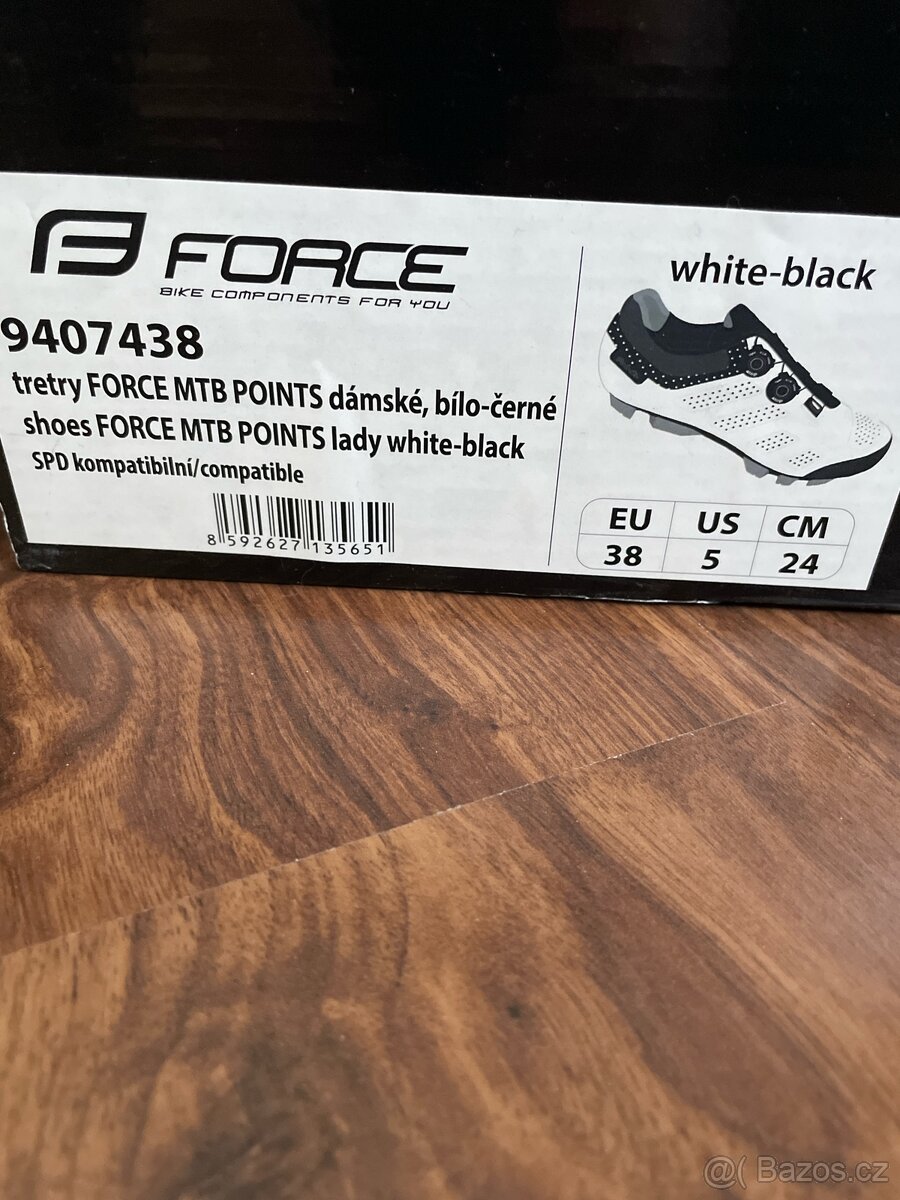 FORCE
BIKE COMPONENTS FOR YOU
9407438
tretry FORCE MTB POINTS dámské, bílo-černé
shoes FORCE MTB POINTS lady white-black
SPD kompatibilní/compatible
8 592627 135651
white-black
EU US CM
38 5 24
@( Bazos.cz